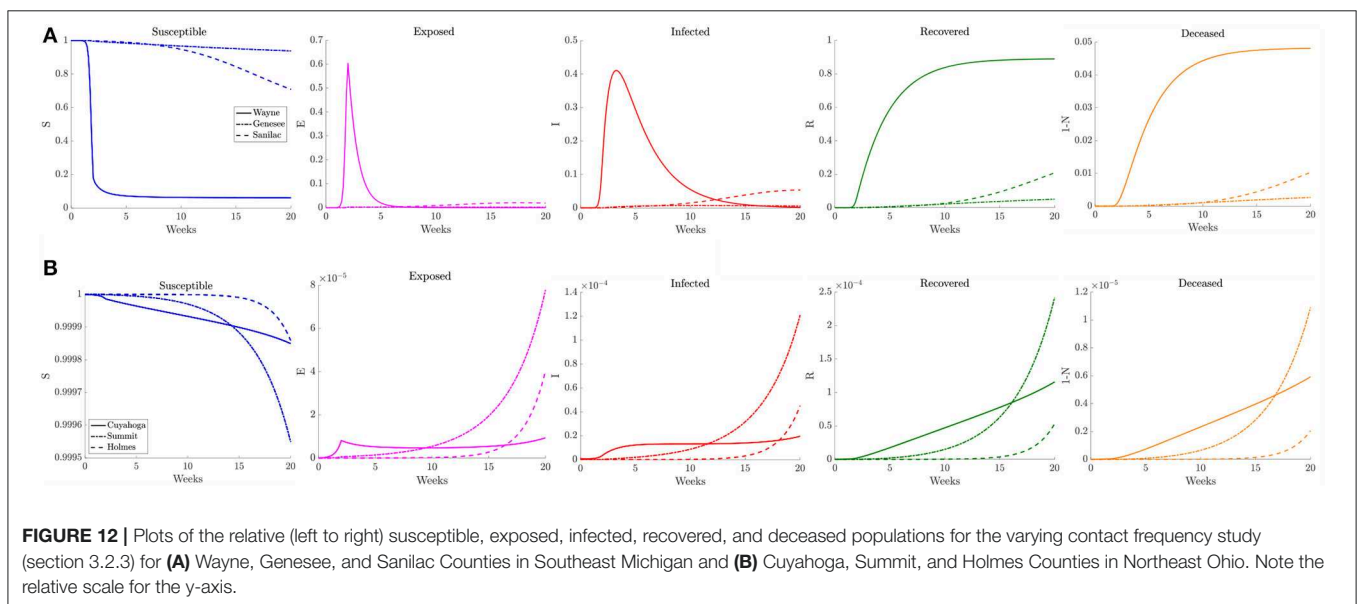 A
Susceptible
Exposed
Infected
Recovered
Deceased
1
0.8
0.6
0.4
0.2
0
S
Wayne
Genesee
Sanilac
0 5 10 15 20
Weeks
0.7
0.6
0.5
0.4
0.3
0.2
0.1
0
E
0 5 10 15 20
Weeks
0.5
0.4
0.3
0.2
0.1
0
I
0 5 10 15 20
Weeks
1
0.8
0.6
0.4
0.2
0
R
0 5 10 15 20
Weeks
0.05
0.04
0.03
0.02
0.01
0
1-N
0 5 10 15 20
Weeks
B
Susceptible
Exposed
Infected
Recovered
Deceased
1
0.9999
0.9998
0.9997
0.9996
0.9995
S
Cuyahoga
Summit
Holmes
0 5 10 15 20
Weeks
×10-5
8
6
4
2
0
E
0 5 10 15 20
Weeks
×10-4
1.4
1.2
1
0.8
0.6
0.4
0.2
0
I
0 5 10 15 20
Weeks
×10-4
2.5
2
1.5
1
0.5
0
R
0 5 10 15 20
Weeks
×10-5
1.2
1
0.8
0.6
0.4
0.2
0
1-N
0 5 10 15 20
Weeks
FIGURE 12 | Plots of the relative (left to right) susceptible, exposed, infected, recovered, and deceased populations for the varying contact frequency study
(section 3.2.3) for (A) Wayne, Genesee, and Sanilac Counties in Southeast Michigan and (B) Cuyahoga, Summit, and Holmes Counties in Northeast Ohio. Note the
relative scale for the y-axis.